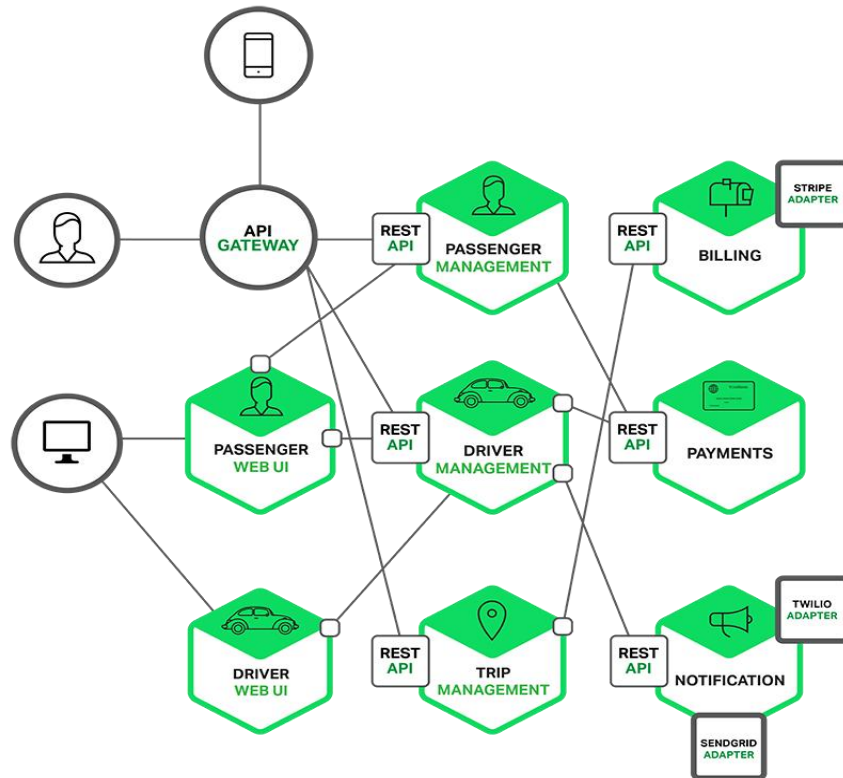 API
GATEWAY
REST
API
PASSENGER
MANAGEMENT
REST
API
BILLING
STRIPE
ADAPTER
PASSENGER
WEB UI
REST
API
DRIVER
MANAGEMENT
REST
API
PAYMENTS
DRIVER
WEB UI
REST
API
TRIP
MANAGEMENT
REST
API
NOTIFICATION
TWILIO
ADAPTER
SENDGRID
ADAPTER